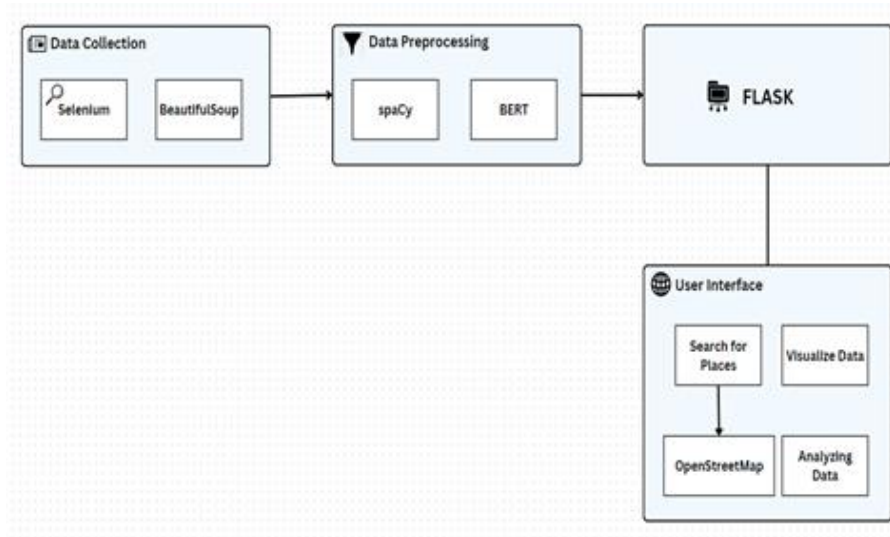 Data Collection
Selenium
BeautifulSoup
Data Preprocessing
spaCy
BERT
FLASK
User Interface
Search for
Places
Visualize Data
OpenStreetMap
Analyzing
Data